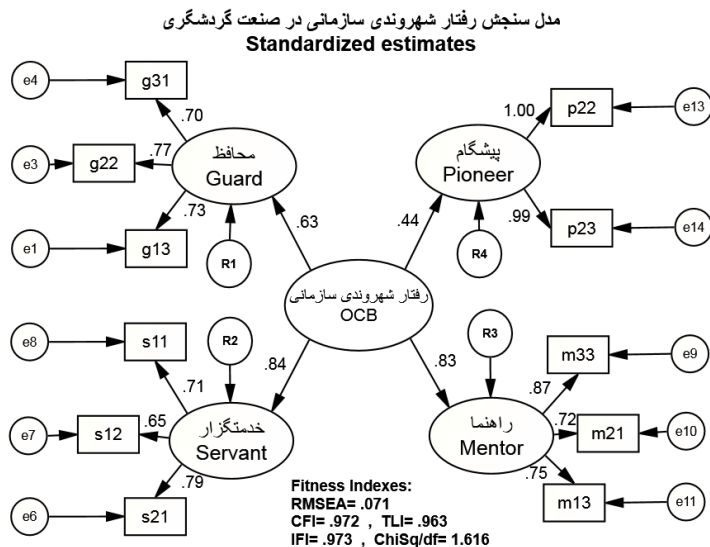 مدل سنجش رفتار شهروندی سازمانی در صنعت گردشگری
Standardized estimates
e4
g31
.70
e3
g22
.77
محافظ
Guard
.73
e1
g13
R1
.63
1.00
p22
e13
پیشگام
Pioneer
.99
p23
e14
R4
.44
رفتار شهروندی سازمانی
OCB
e8
s11
R2
.84
.71
e7
s12
.65
خدمتگزار
Servant
.79
e6
s21
R3
.83
m33
e9
.87
راهنما
Mentor
.72
m21
e10
.75
m13
e11
Fitness Indexes:
RMSEA= .071
CFI= .972 , TLI= .963
IFI= .973 , ChiSq/df= 1.616